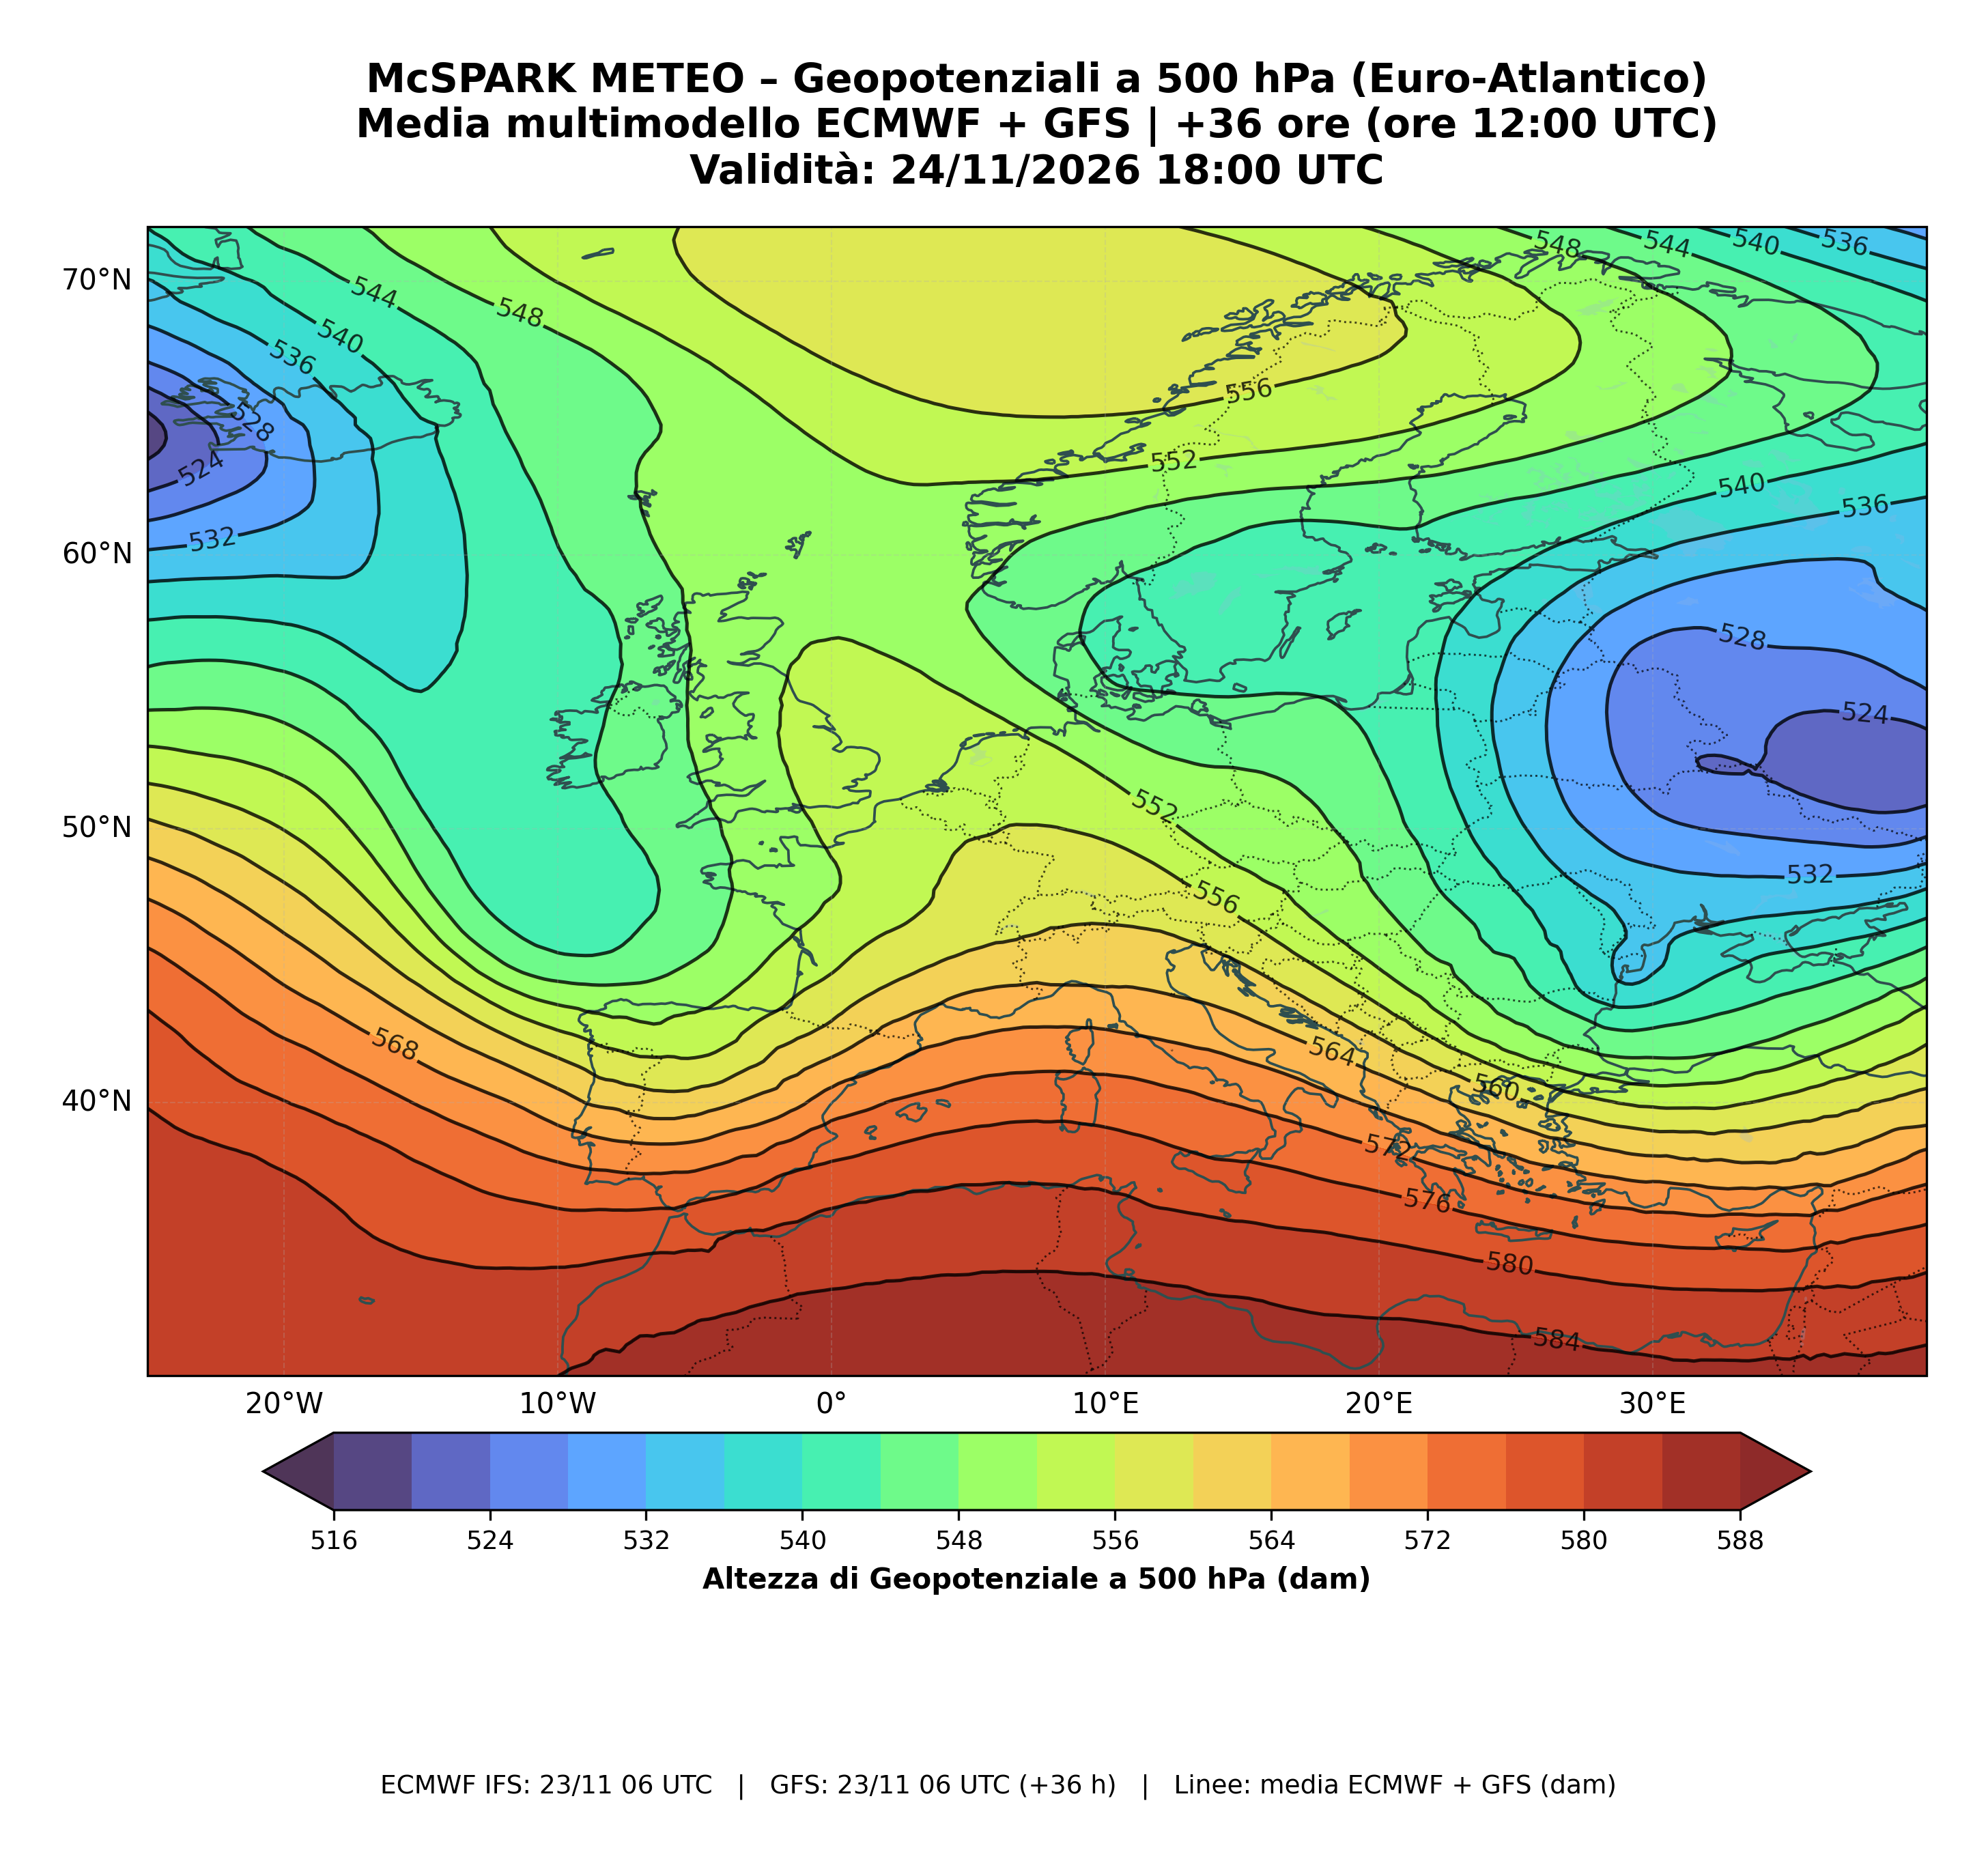 McSPARK METEO – Geopotenziali a 500 hPa (Euro-Atlantico)
Media multimodello ECMWF + GFS | +36 ore (ore 12:00 UTC)
Validità: 24/11/2026 18:00 UTC
548 544 540 536
70°N
544 548
540
536
556
528
552
524
540
536
532
60°N
528
524
552
50°N
532
556
568
564
560
40°N
572
576
580
584
20°W 10°W 0° 10°E 20°E 30°E
516 524 532 540 548 556 564 572 580 588
Altezza di Geopotenziale a 500 hPa (dam)
ECMWF IFS: 23/11 06 UTC | GFS: 23/11 06 UTC (+36 h) | Linee: media ECMWF + GFS (dam)